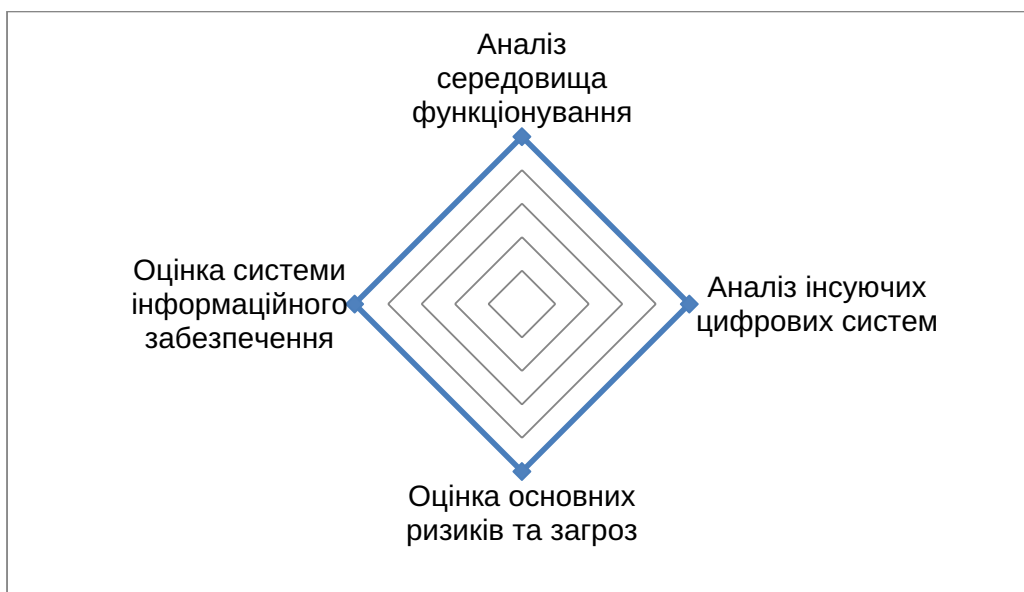 Аналіз
середовища
функціонування
Оцінка системи
інформаційного
забезпечення
Аналіз інсуючих
цифрових систем
Оцінка основних
ризиків та загроз